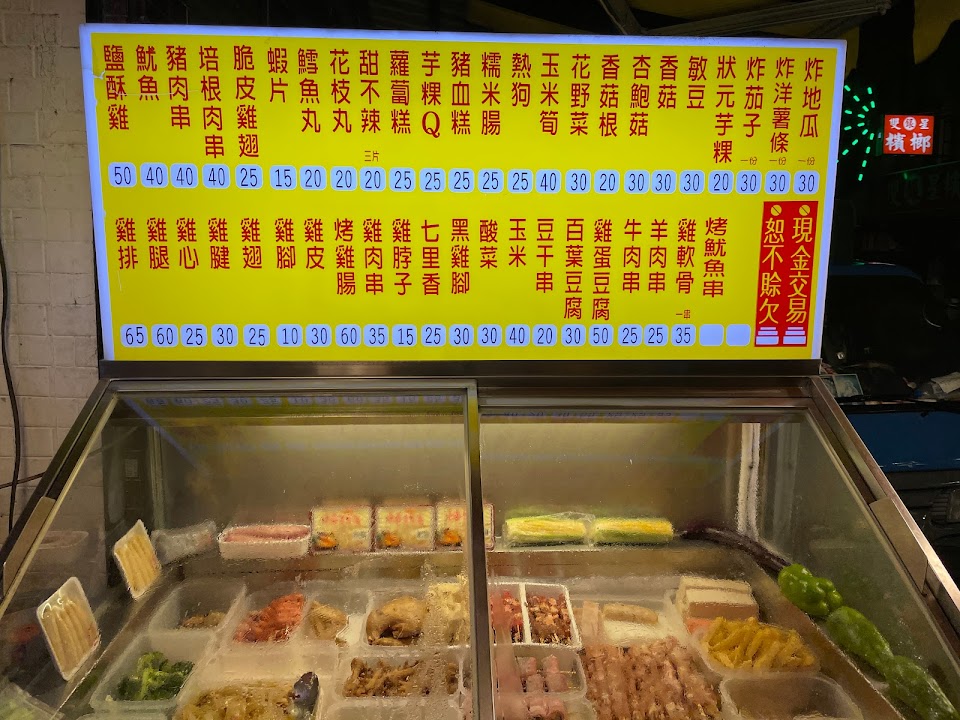 鹽酥雞 50
魷魚 40
豬肉串 40
培根肉串 40
脆皮雞翅 25
蝦片 15
鱈魚丸 20
花枝丸 20
甜不辣 三片 20
蘿蔔糕 25
芋粿Q 25
豬血糕 25
糯米腸 25
熱狗 25
玉米筍 40
花野菜 30
香菇根 20
杏鮑菇 30
香菇 30
敏豆 30
狀元芋粿 20
炸茄子 一份 30
炸洋薯條 一份 30
炸地瓜 一份 30
雞排 65
雞腿 60
雞心 25
雞腱 30
雞翅 25
雞腳 10
雞皮 30
烤雞腸 60
雞肉串 35
雞脖子 15
七里香 25
黑雞腳 30
酸菜 30
玉米 40
豆干串 20
百葉豆腐 30
雞蛋豆腐 50
牛肉串 25
羊肉串 25
雞軟骨 一串 35
烤魷魚串
現金交易
恕不賒欠
雙星
檳榔